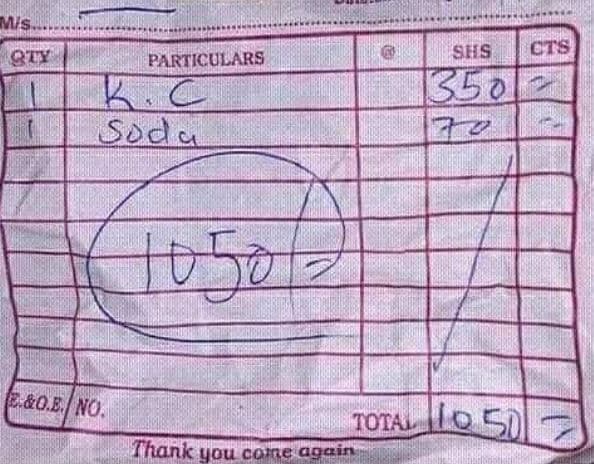 M/s.
QTY PARTICULARS @ SHS CTS
1 K.C 350 =
1 Soda 70 =
1050/=
E.&O.E. NO.
TOTAL 1050 =
Thank you come again